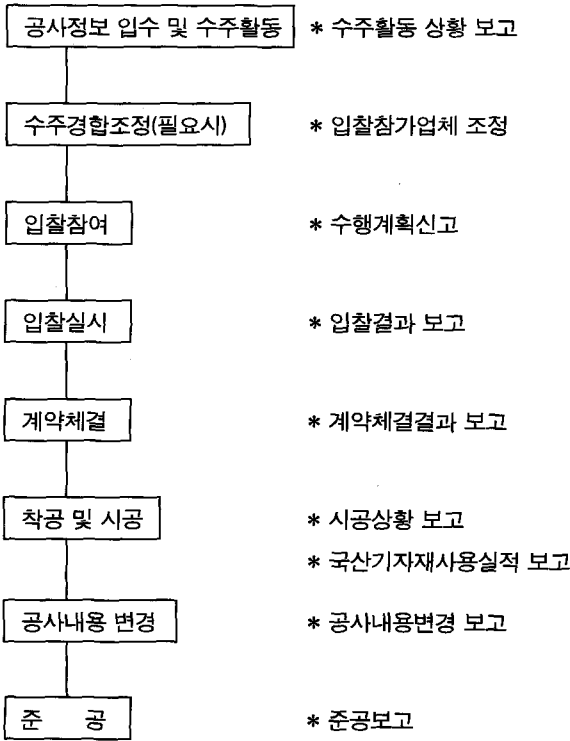 공사정보 입수 및 수주활동 * 수주활동 상황 보고
수주경합조정(필요시) * 입찰참가업체 조정
입찰참여 * 수행계획신고
입찰실시 * 입찰결과 보고
계약체결 * 계약체결결과 보고
착공 및 시공 * 시공상황 보고
* 국산기자재사용실적 보고
공사내용 변경 * 공사내용변경 보고
준 공 * 준공보고